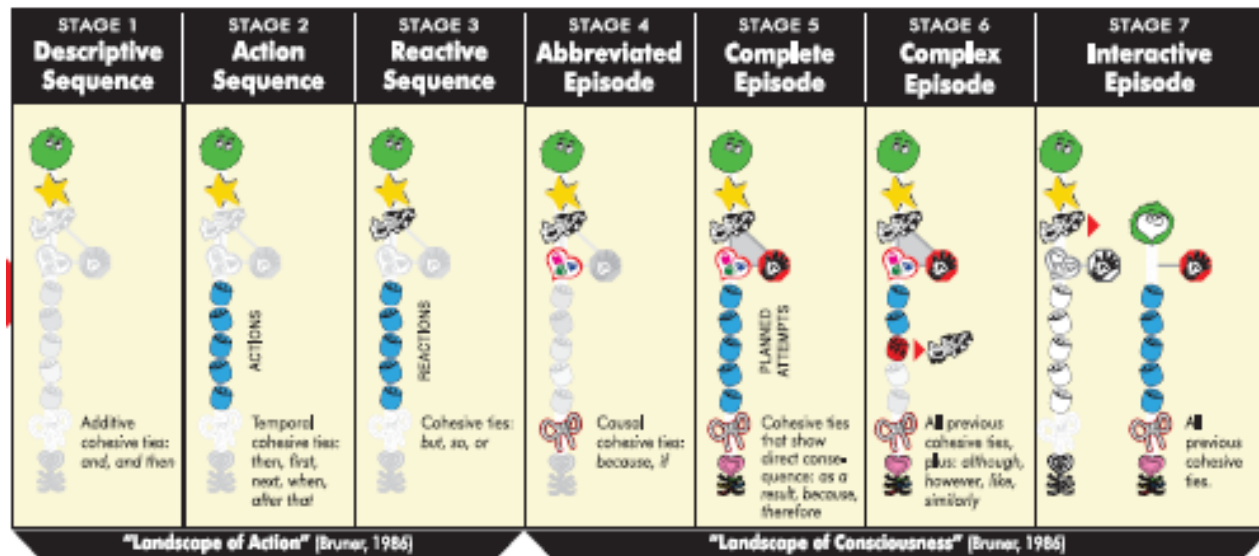 STAGE 1
Descriptive
Sequence
STAGE 2
Action
Sequence
STAGE 3
Reactive
Sequence
STAGE 4
Abbreviated
Episode
STAGE 5
Complete
Episode
STAGE 6
Complex
Episode
STAGE 7
Interactive
Episode
ACTIONS
REACTIONS
PLANNED
ATTEMPTS
Additive
cohesive ties:
and, and then
Temporal
cohesive ties:
then, first,
next, when,
after that
Cohesive ties:
but, so, or
Causal
cohesive ties:
because, if
Cohesive ties
that show
direct conse-
quence: as a
result, because,
therefore
All previous
cohesive ties,
plus: although,
however, like,
similarly
All
previous
cohesive
ties.
"Landscape of Action" (Bruner, 1986)
"Landscape of Consciousness" (Bruner, 1986)